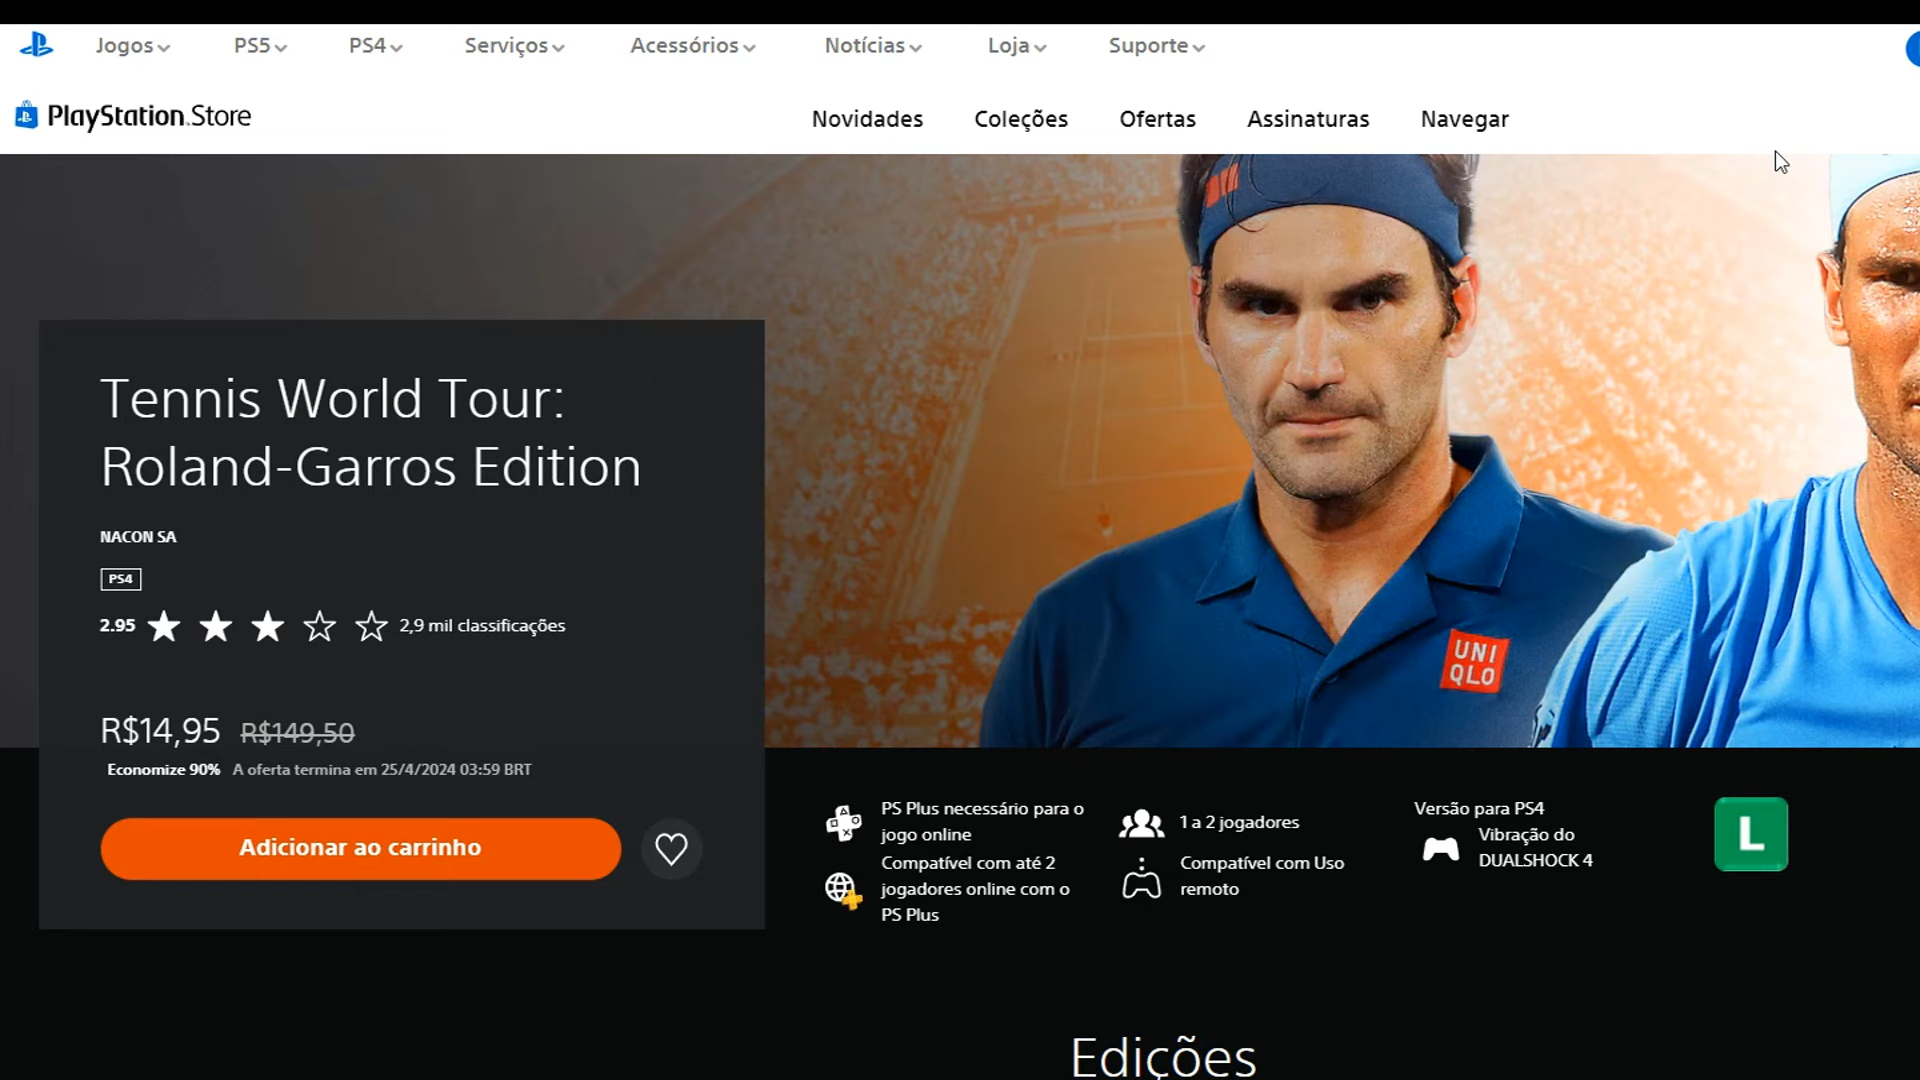 Jogos PS5 PS4 Serviços Acessórios Notícias Loja Suporte
PlayStation Store
Novidades Coleções Ofertas Assinaturas Navegar
Tennis World Tour:
Roland-Garros Edition
NACON SA
PS4
2.95 2,9 mil classificações
R$14,95 R$149,50
Economize 90% A oferta termina em 25/4/2024 03:59 BRT
Adicionar ao carrinho
UNI
QLO
PS Plus necessário para o
jogo online
Compatível com até 2
jogadores online com o
PS Plus
1 a 2 jogadores
Compatível com Uso
remoto
Versão para PS4
Vibração do
DUALSHOCK 4
L
Edições